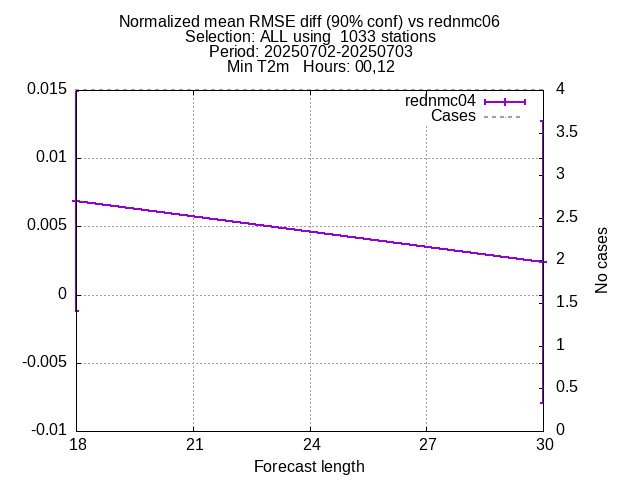 Normalized mean RMSE diff (90% conf) vs rednmc06
Selection: ALL using  1033 stations
Period: 20250702-20250703
Min T2m   Hours: 00,12
rednmc04
Cases
0.015
0.01
0.005
0
-0.005
-0.01
4
3.5
3
2.5
2
1.5
1
0.5
0
No cases
18 21 24 27 30
Forecast length